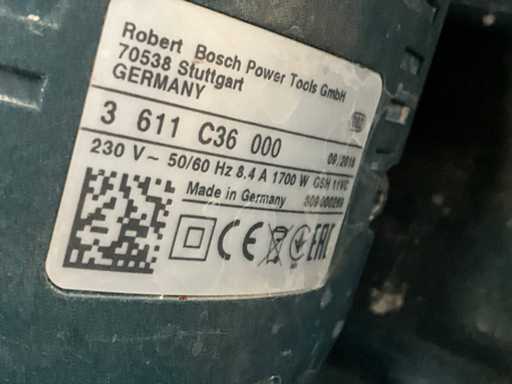 Robert Bosch Power Tools GmbH
70538 Stuttgart
GERMANY
3 611 C36 000
09/2018
230 V ~ 50/60 Hz 8.4 A 1700 W GSH 11VC
Made in Germany
CE
EAC